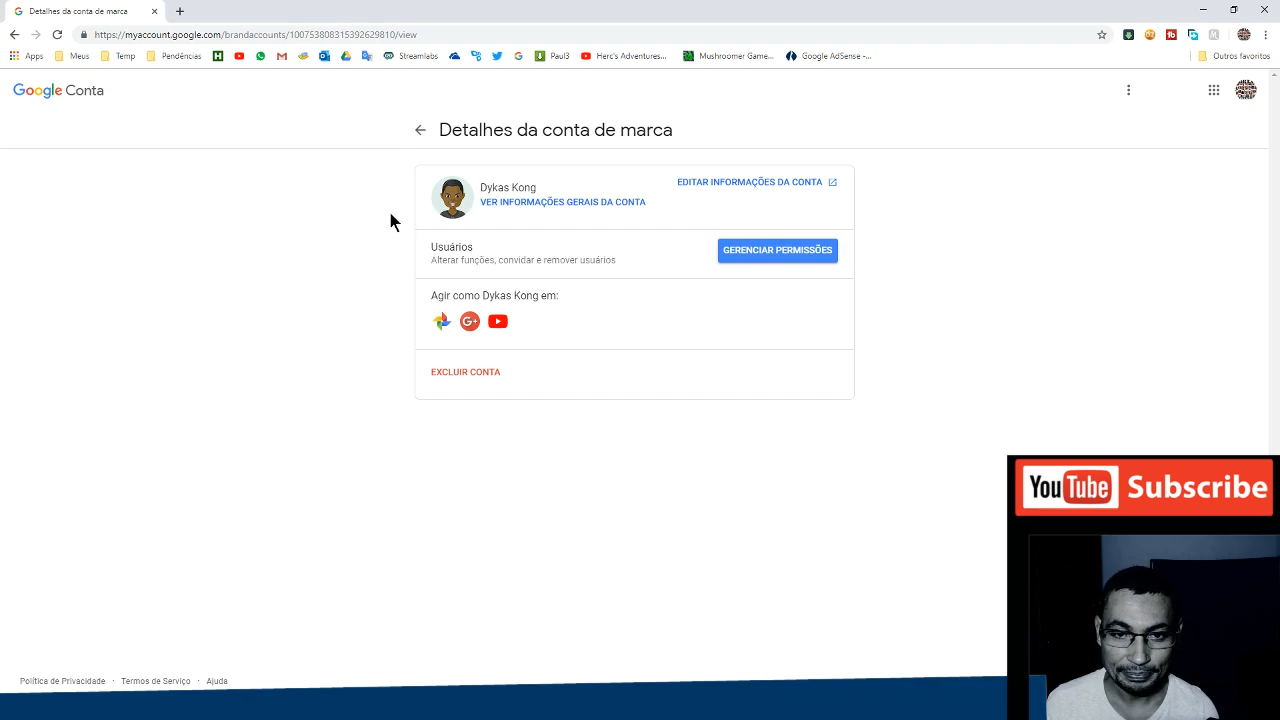 Detalhes da conta de marca
https://myaccount.google.com/brandaccounts/100753808315392629810/view
Apps Meus Temp Pendências Streamlabs Paul3 Herc's Adventures... Mushroomer Game... Google AdSense -... Outros favoritos
Google Conta
Detalhes da conta de marca
Dykas Kong
EDITAR INFORMAÇÕES DA CONTA
VER INFORMAÇÕES GERAIS DA CONTA
Usuários
Alterar funções, convidar e remover usuários
GERENCIAR PERMISSÕES
Agir como Dykas Kong em:
G+
EXCLUIR CONTA
YouTube Subscribe
Política de Privacidade · Termos de Serviço · Ajuda